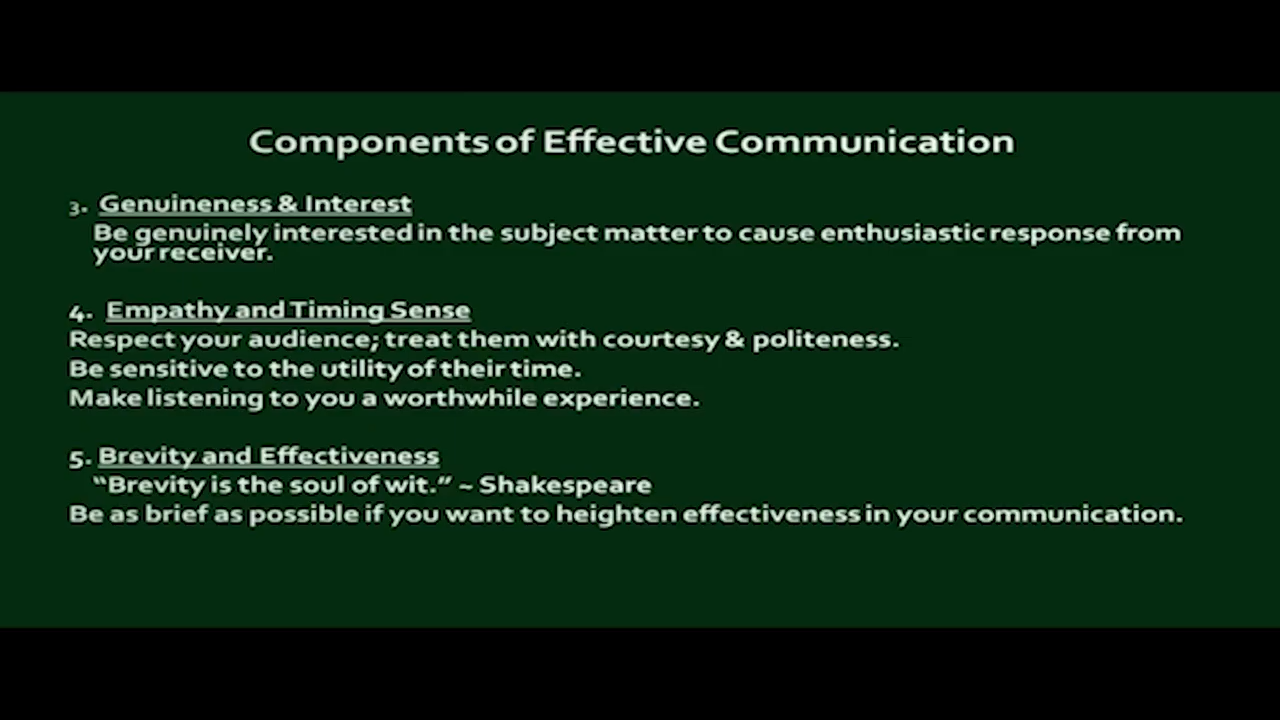 Components of Effective Communication
3. Genuineness & Interest
Be genuinely interested in the subject matter to cause enthusiastic response from
your receiver.
4. Empathy and Timing Sense
Respect your audience; treat them with courtesy & politeness.
Be sensitive to the utility of their time.
Make listening to you a worthwhile experience.
5. Brevity and Effectiveness
“Brevity is the soul of wit.” ~ Shakespeare
Be as brief as possible if you want to heighten effectiveness in your communication.